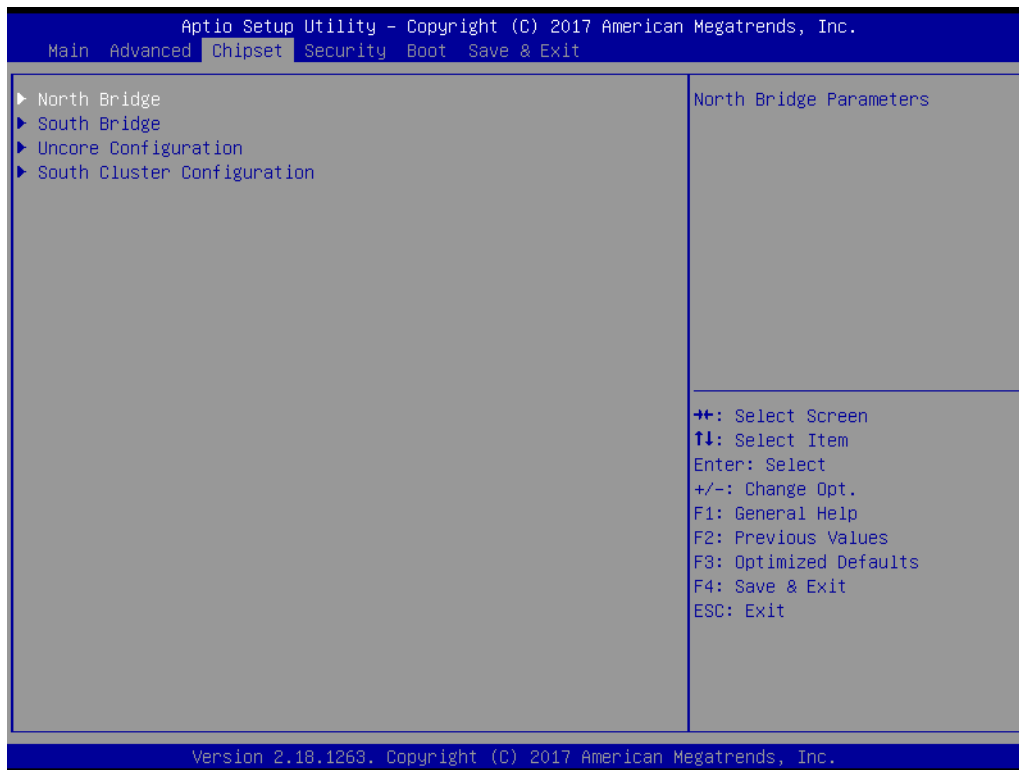 Aptio Setup Utility – Copyright (C) 2017 American Megatrends, Inc.
Main Advanced Chipset Security Boot Save & Exit
▶ North Bridge
▶ South Bridge
▶ Uncore Configuration
▶ South Cluster Configuration
North Bridge Parameters
→←: Select Screen
↑↓: Select Item
Enter: Select
+/-: Change Opt.
F1: General Help
F2: Previous Values
F3: Optimized Defaults
F4: Save & Exit
ESC: Exit
Version 2.18.1263. Copyright (C) 2017 American Megatrends, Inc.